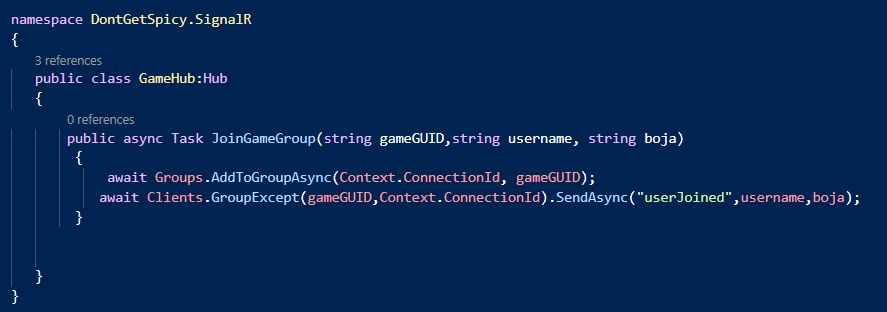 namespace DontGetSpicy.SignalR
{
3 references
public class GameHub:Hub
{
0 references
public async Task JoinGameGroup(string gameGUID,string username, string boja)
{
await Groups.AddToGroupAsync(Context.ConnectionId, gameGUID);
await Clients.GroupExcept(gameGUID,Context.ConnectionId).SendAsync("userJoined",username,boja);
}
}
}